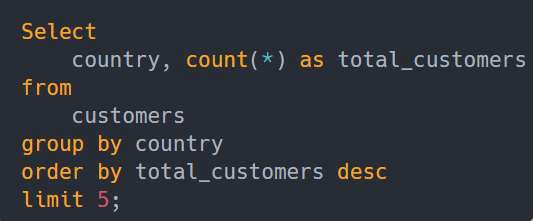 Select
    country, count(*) as total_customers
from
    customers
group by country
order by total_customers desc
limit 5;